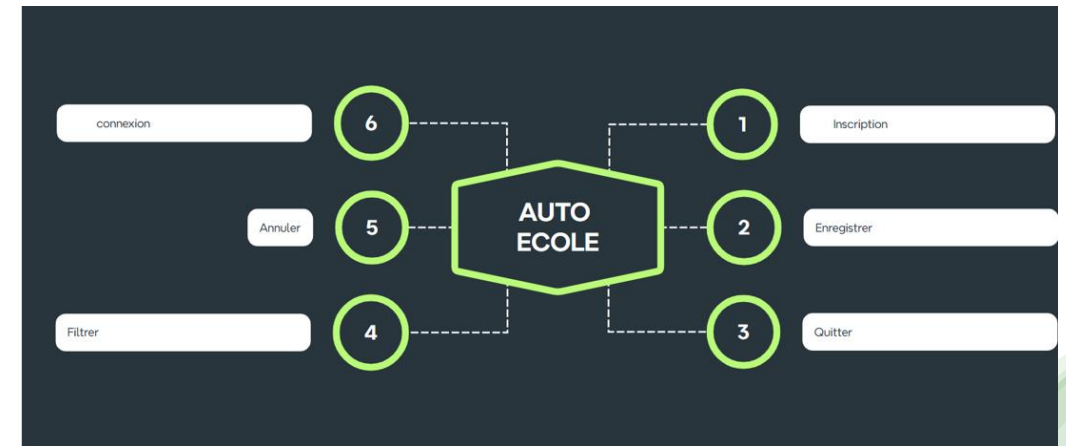 connexion
6
1
Inscription
Annuler
5
AUTO
ECOLE
2
Enregistrer
Filtrer
4
3
Quitter